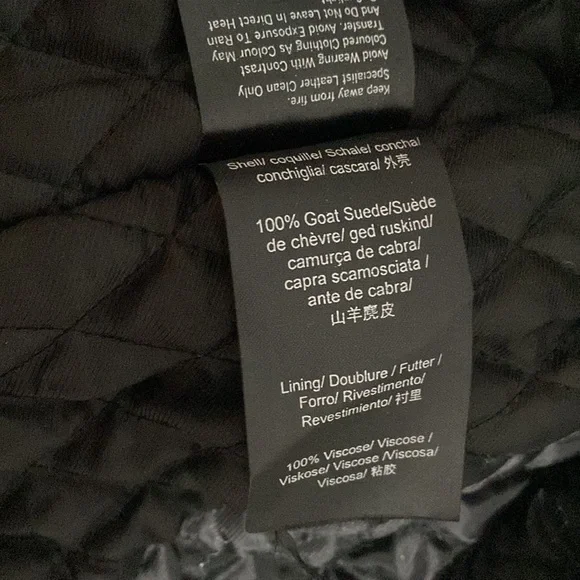 Keep away from fire.
Specialist Leather Clean Only
Avoid Wearing With Contrast
Coloured Clothing As Colour May
Transfer. Avoid Exposure To Rain
And Do Not Leave In Direct Heat
Shell/ coquille/ Schale/ concha/
conchiglia/ cascara/ 外壳
100% Goat Suede/Suède
de chèvre/ ged ruskind/
camurça de cabra/
capra scamosciata /
ante de cabra/
山羊麂皮
Lining/ Doublure / Futter /
Forro/ Rivestimento/
Revestimiento/ 衬里
100% Viscose/ Viscose /
Viskose/ Viscose /Viscosa/
Viscosa/ 粘胶